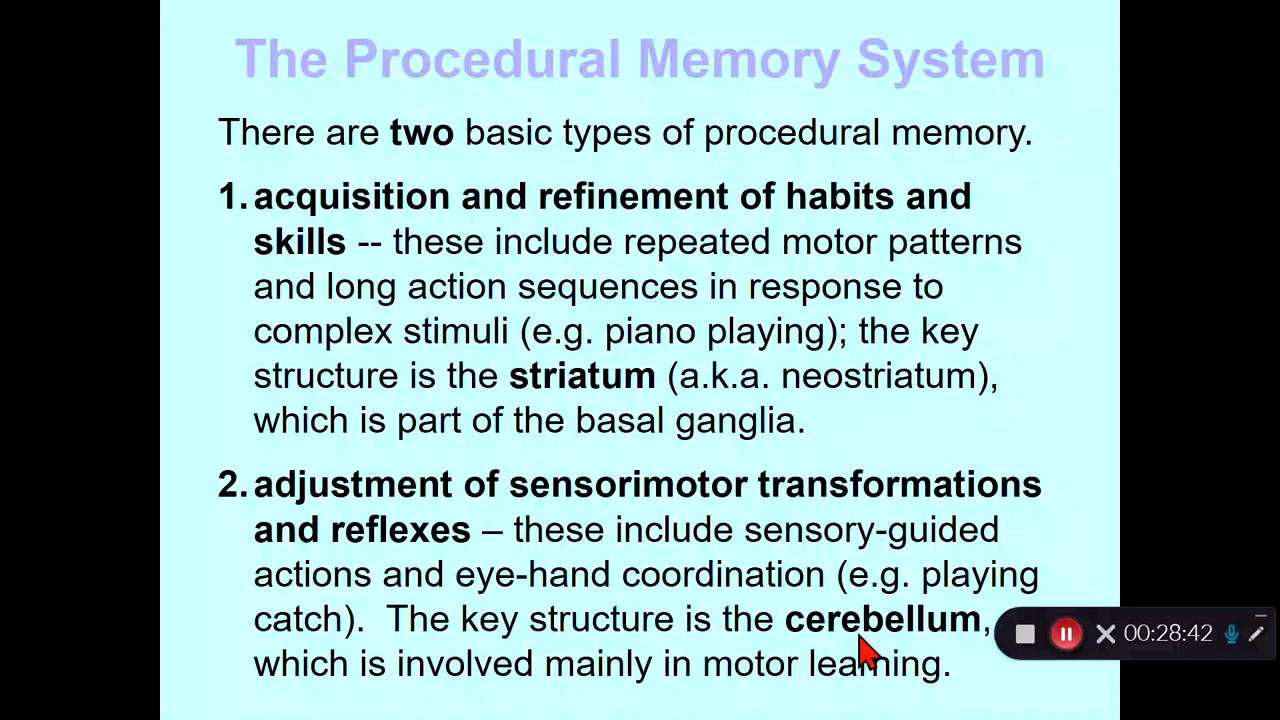 The Procedural Memory System
There are two basic types of procedural memory.
1. acquisition and refinement of habits and
skills -- these include repeated motor patterns
and long action sequences in response to
complex stimuli (e.g. piano playing); the key
structure is the striatum (a.k.a. neostriatum),
which is part of the basal ganglia.
2. adjustment of sensorimotor transformations
and reflexes – these include sensory-guided
actions and eye-hand coordination (e.g. playing
catch).  The key structure is the cerebellum,
which is involved mainly in motor learning.
00:28:42